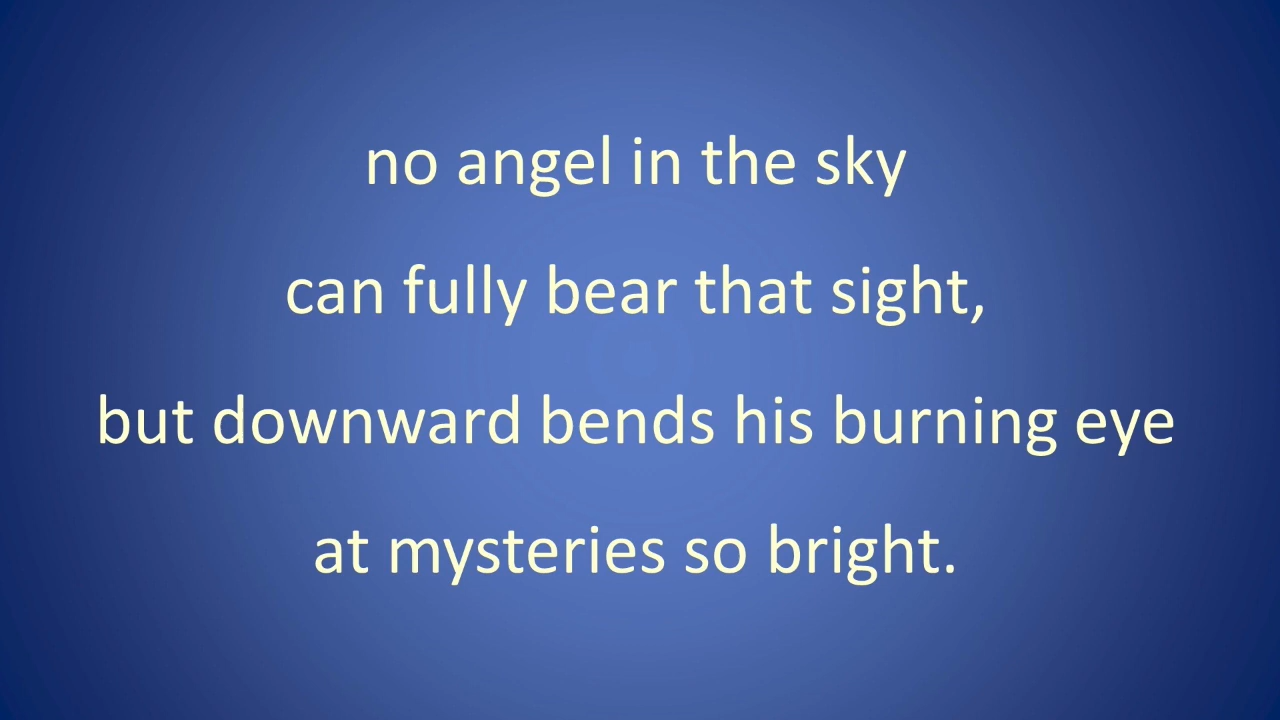 no angel in the sky
can fully bear that sight,
but downward bends his burning eye
at mysteries so bright.